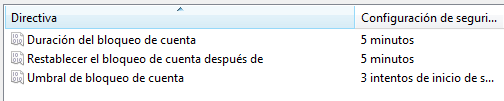 Directiva Configuración de seguri...
Duración del bloqueo de cuenta 5 minutos
Restablecer el bloqueo de cuenta después de 5 minutos
Umbral de bloqueo de cuenta 3 intentos de inicio de s...